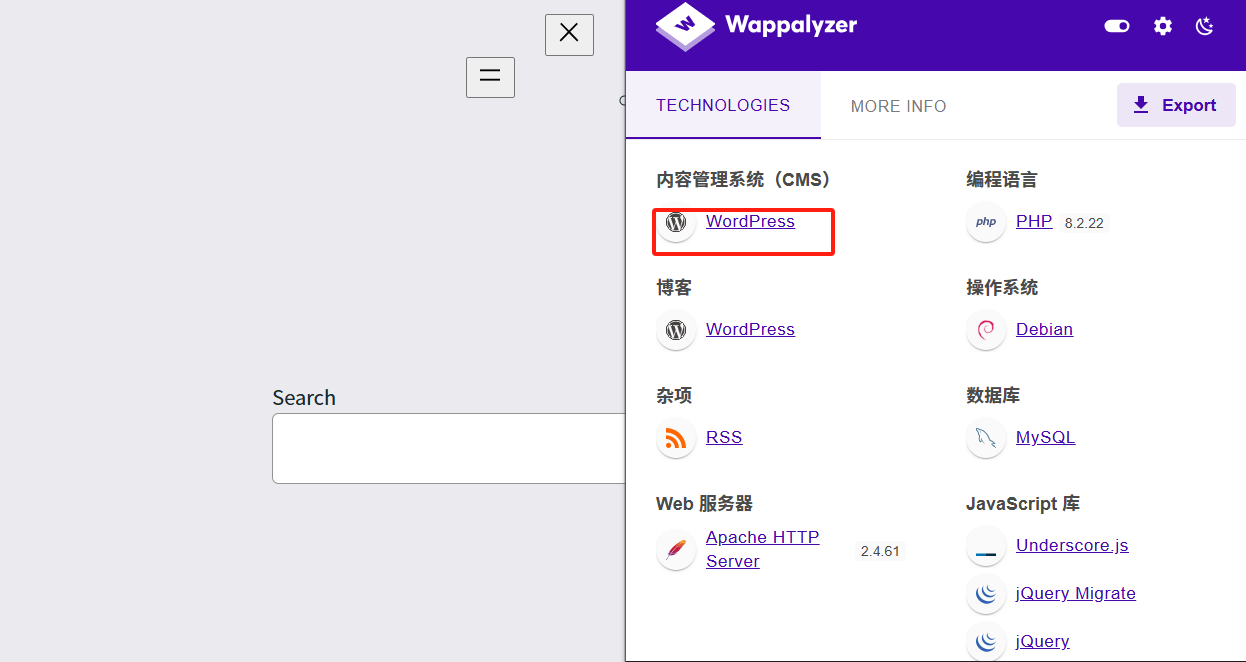 Search
Wappalyzer
TECHNOLOGIES
MORE INFO
Export
内容管理系统（CMS）
WordPress
博客
WordPress
杂项
RSS
Web 服务器
Apache HTTP
Server
2.4.61
编程语言
php
PHP
8.2.22
操作系统
Debian
数据库
MySQL
JavaScript 库
Underscore.js
jQuery Migrate
jQuery